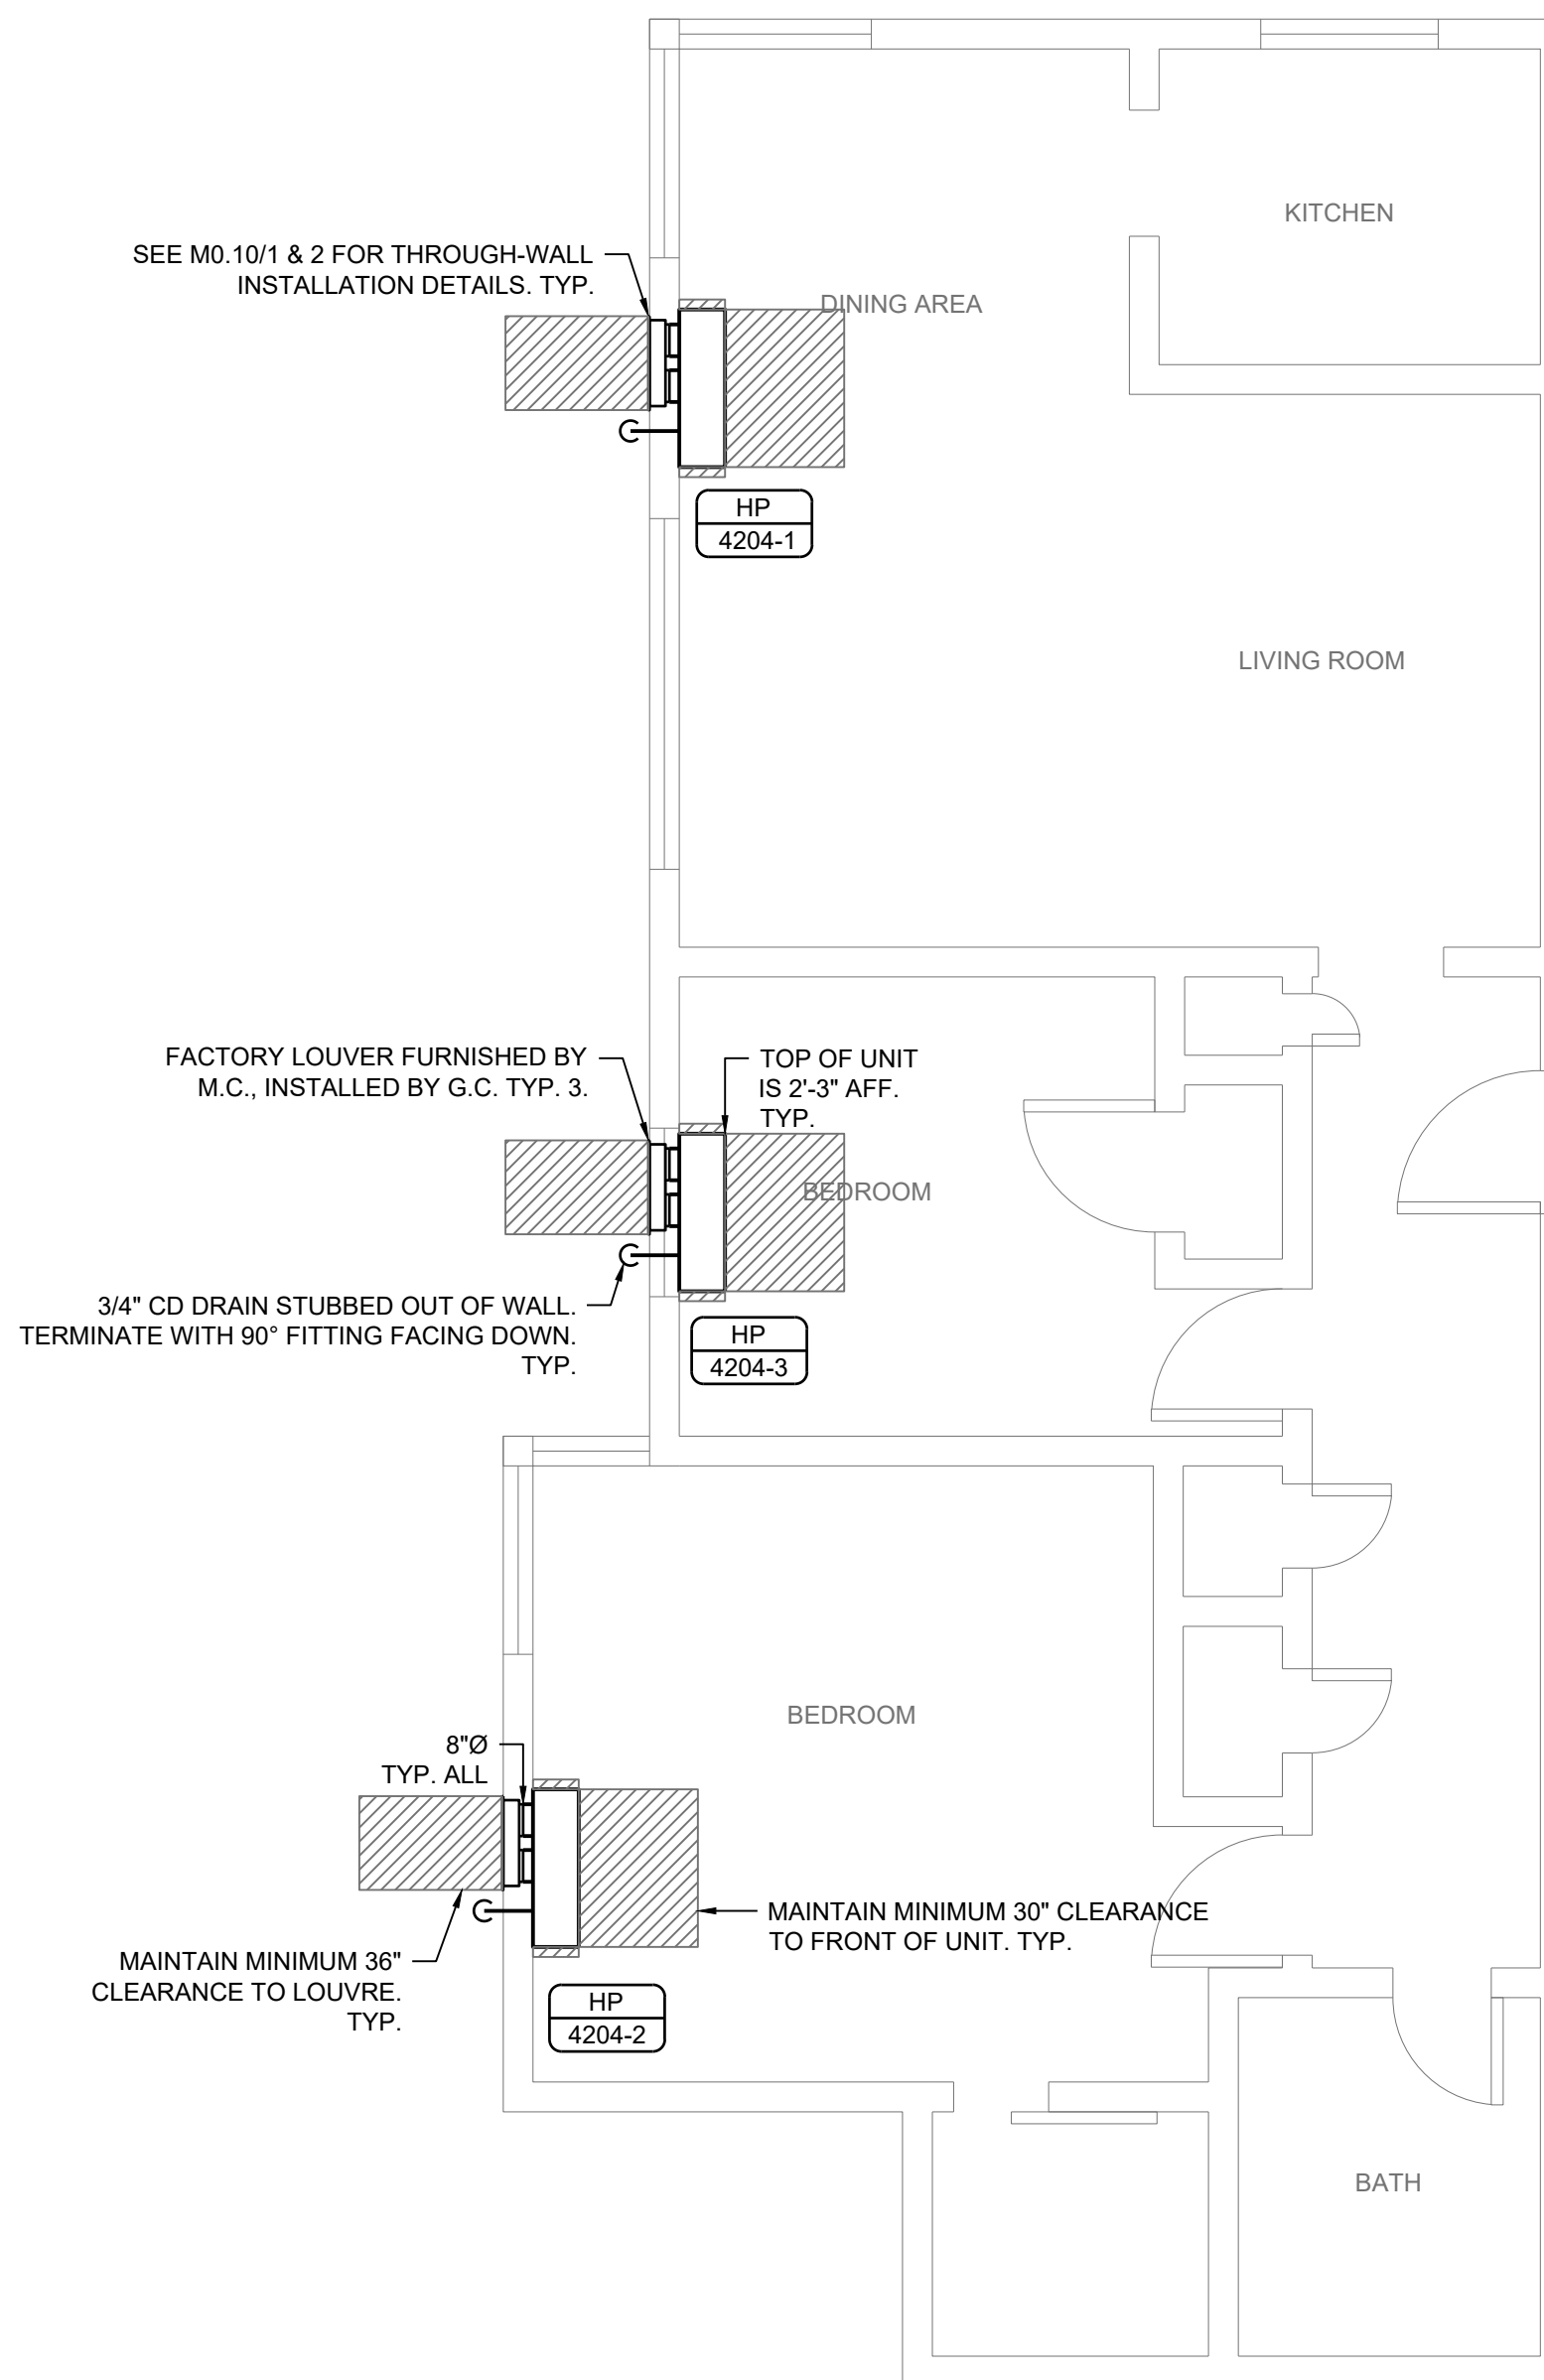 KITCHEN
SEE M0.10/1 & 2 FOR THROUGH-WALL
INSTALLATION DETAILS. TYP.
DINING AREA
HP
4204-1
LIVING ROOM
FACTORY LOUVER FURNISHED BY
M.C., INSTALLED BY G.C. TYP. 3.
TOP OF UNIT
IS 2'-3" AFF.
TYP.
BEDROOM
3/4" CD DRAIN STUBBED OUT OF WALL.
TERMINATE WITH 90° FITTING FACING DOWN.
TYP.
HP
4204-3
BEDROOM
8"Ø
TYP. ALL
MAINTAIN MINIMUM 30" CLEARANCE
TO FRONT OF UNIT. TYP.
MAINTAIN MINIMUM 36"
CLEARANCE TO LOUVRE.
TYP.
HP
4204-2
BATH